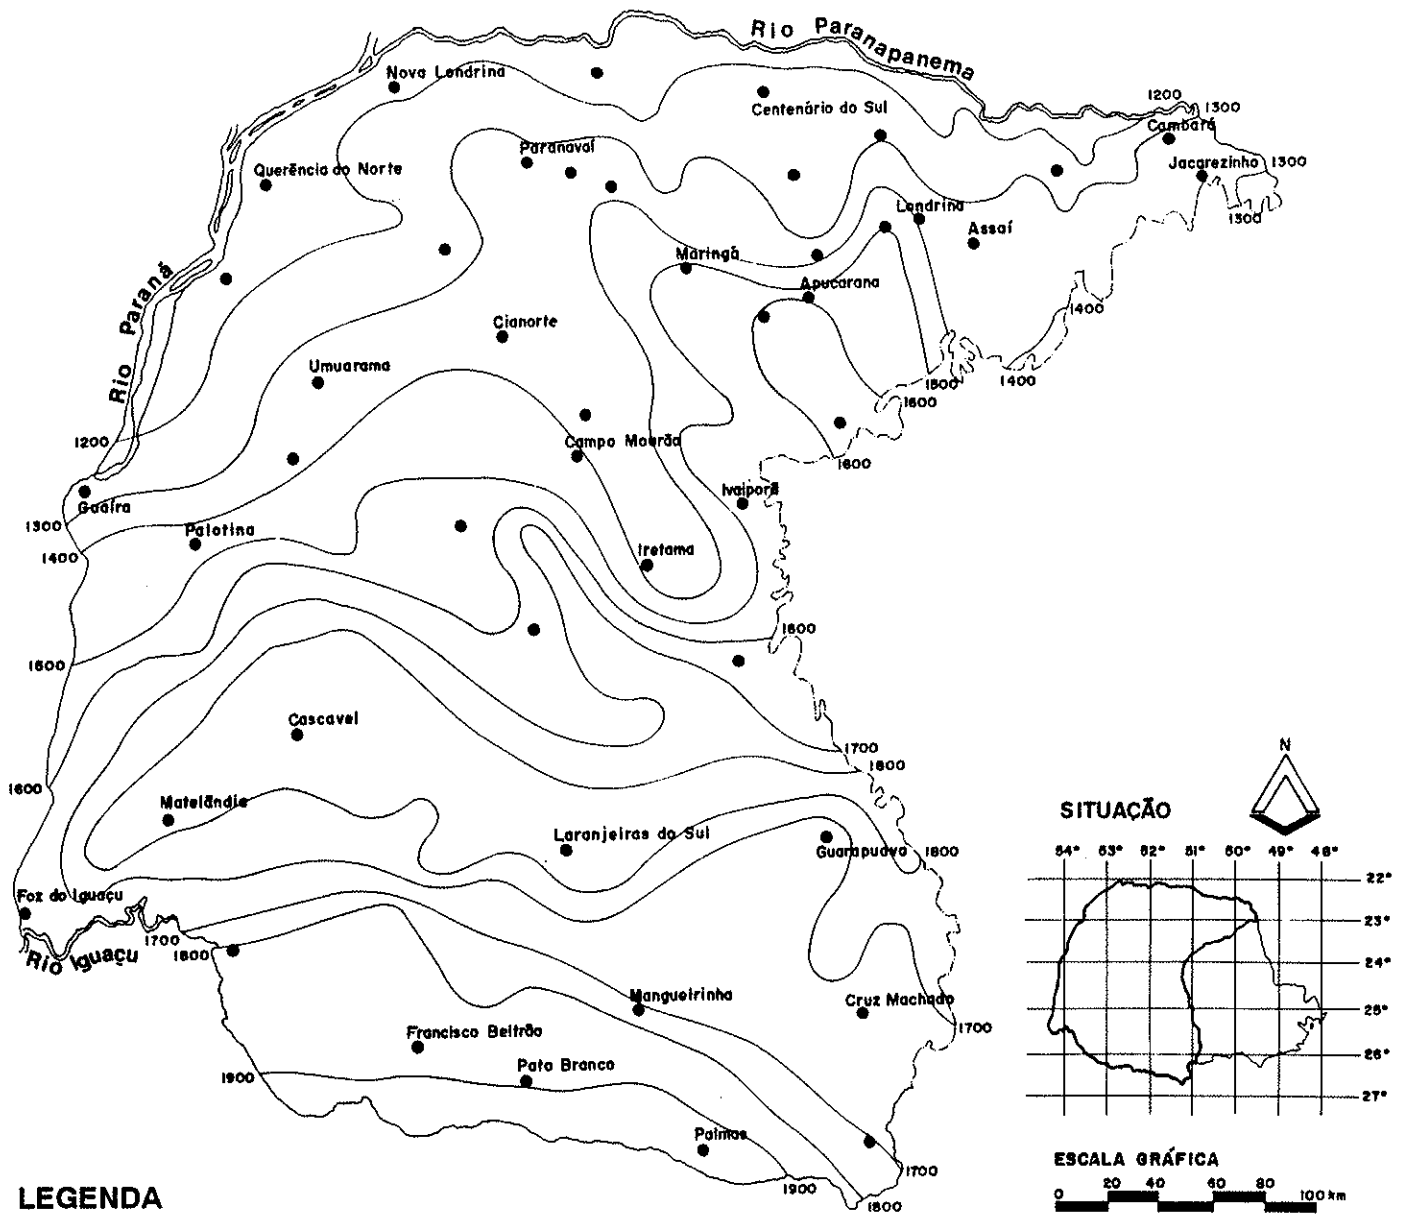 Rio Paranapanema
Nova Londrina
Centenário do Sul
1200
1300
Cambará
Paranavaí
Querência do Norte
Jacarezinho
1300
Londrina
1300
Assaí
Maringá
Rio Paraná
Apucarana
1400
Cianorte
Umuarama
1500
1400
1600
1200
Campo Mourão
1600
Ivaiporã
Guaíra
1300
Palotina
1400
Iretama
1600
1500
Cascavel
1700
1800
1600
Matelândia
Laranjeiras do Sul
Guarapuava
1800
Foz do Iguaçu
1700
1800
Rio Iguaçu
Mangueirinha
Cruz Machado
1700
Francisco Beltrão
Pato Branco
1900
Palmas
1700
1900
1800
LEGENDA
N
SITUAÇÃO
54° 53° 52° 51° 50° 49° 48°
22°
23°
24°
25°
26°
27°
ESCALA GRÁFICA
0 20 40 60 80 100 km